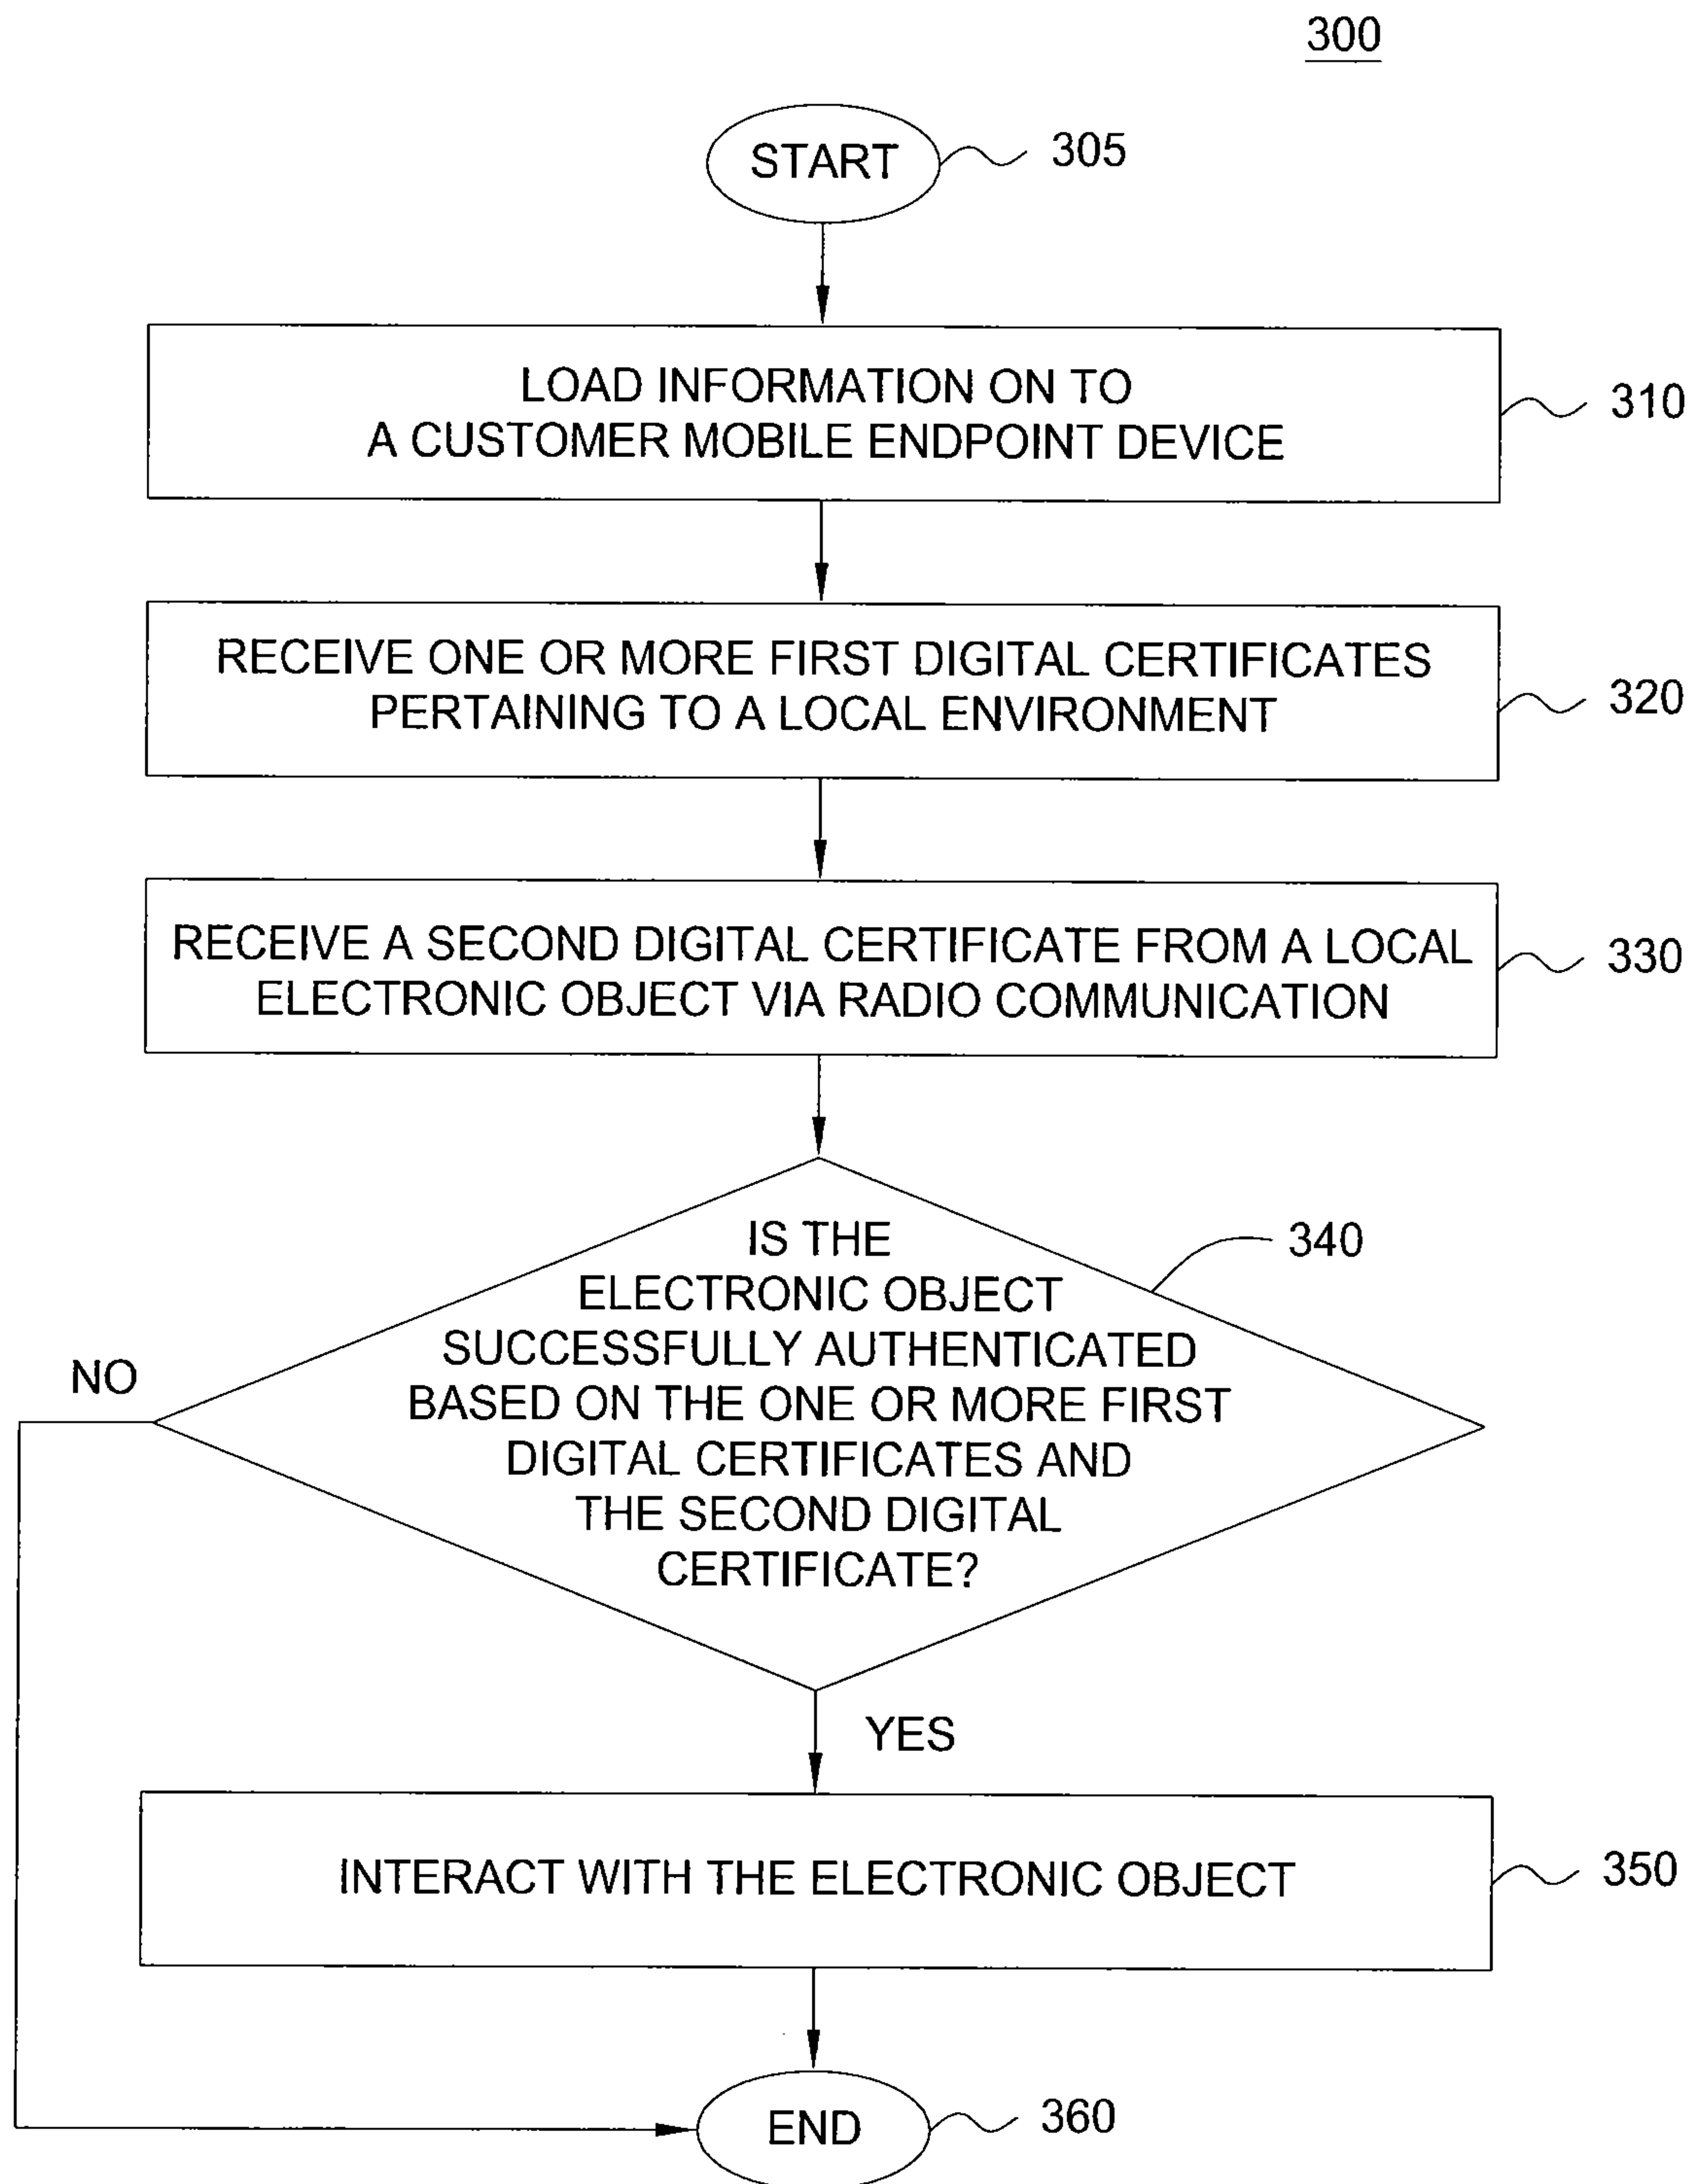 300
START
305
LOAD INFORMATION ON TO
A CUSTOMER MOBILE ENDPOINT DEVICE
310
RECEIVE ONE OR MORE FIRST DIGITAL CERTIFICATES
PERTAINING TO A LOCAL ENVIRONMENT
320
RECEIVE A SECOND DIGITAL CERTIFICATE FROM A LOCAL
ELECTRONIC OBJECT VIA RADIO COMMUNICATION
330
IS THE
ELECTRONIC OBJECT
SUCCESSFULLY AUTHENTICATED
BASED ON THE ONE OR MORE FIRST
DIGITAL CERTIFICATES AND
THE SECOND DIGITAL
CERTIFICATE?
340
NO
YES
INTERACT WITH THE ELECTRONIC OBJECT
350
END
360